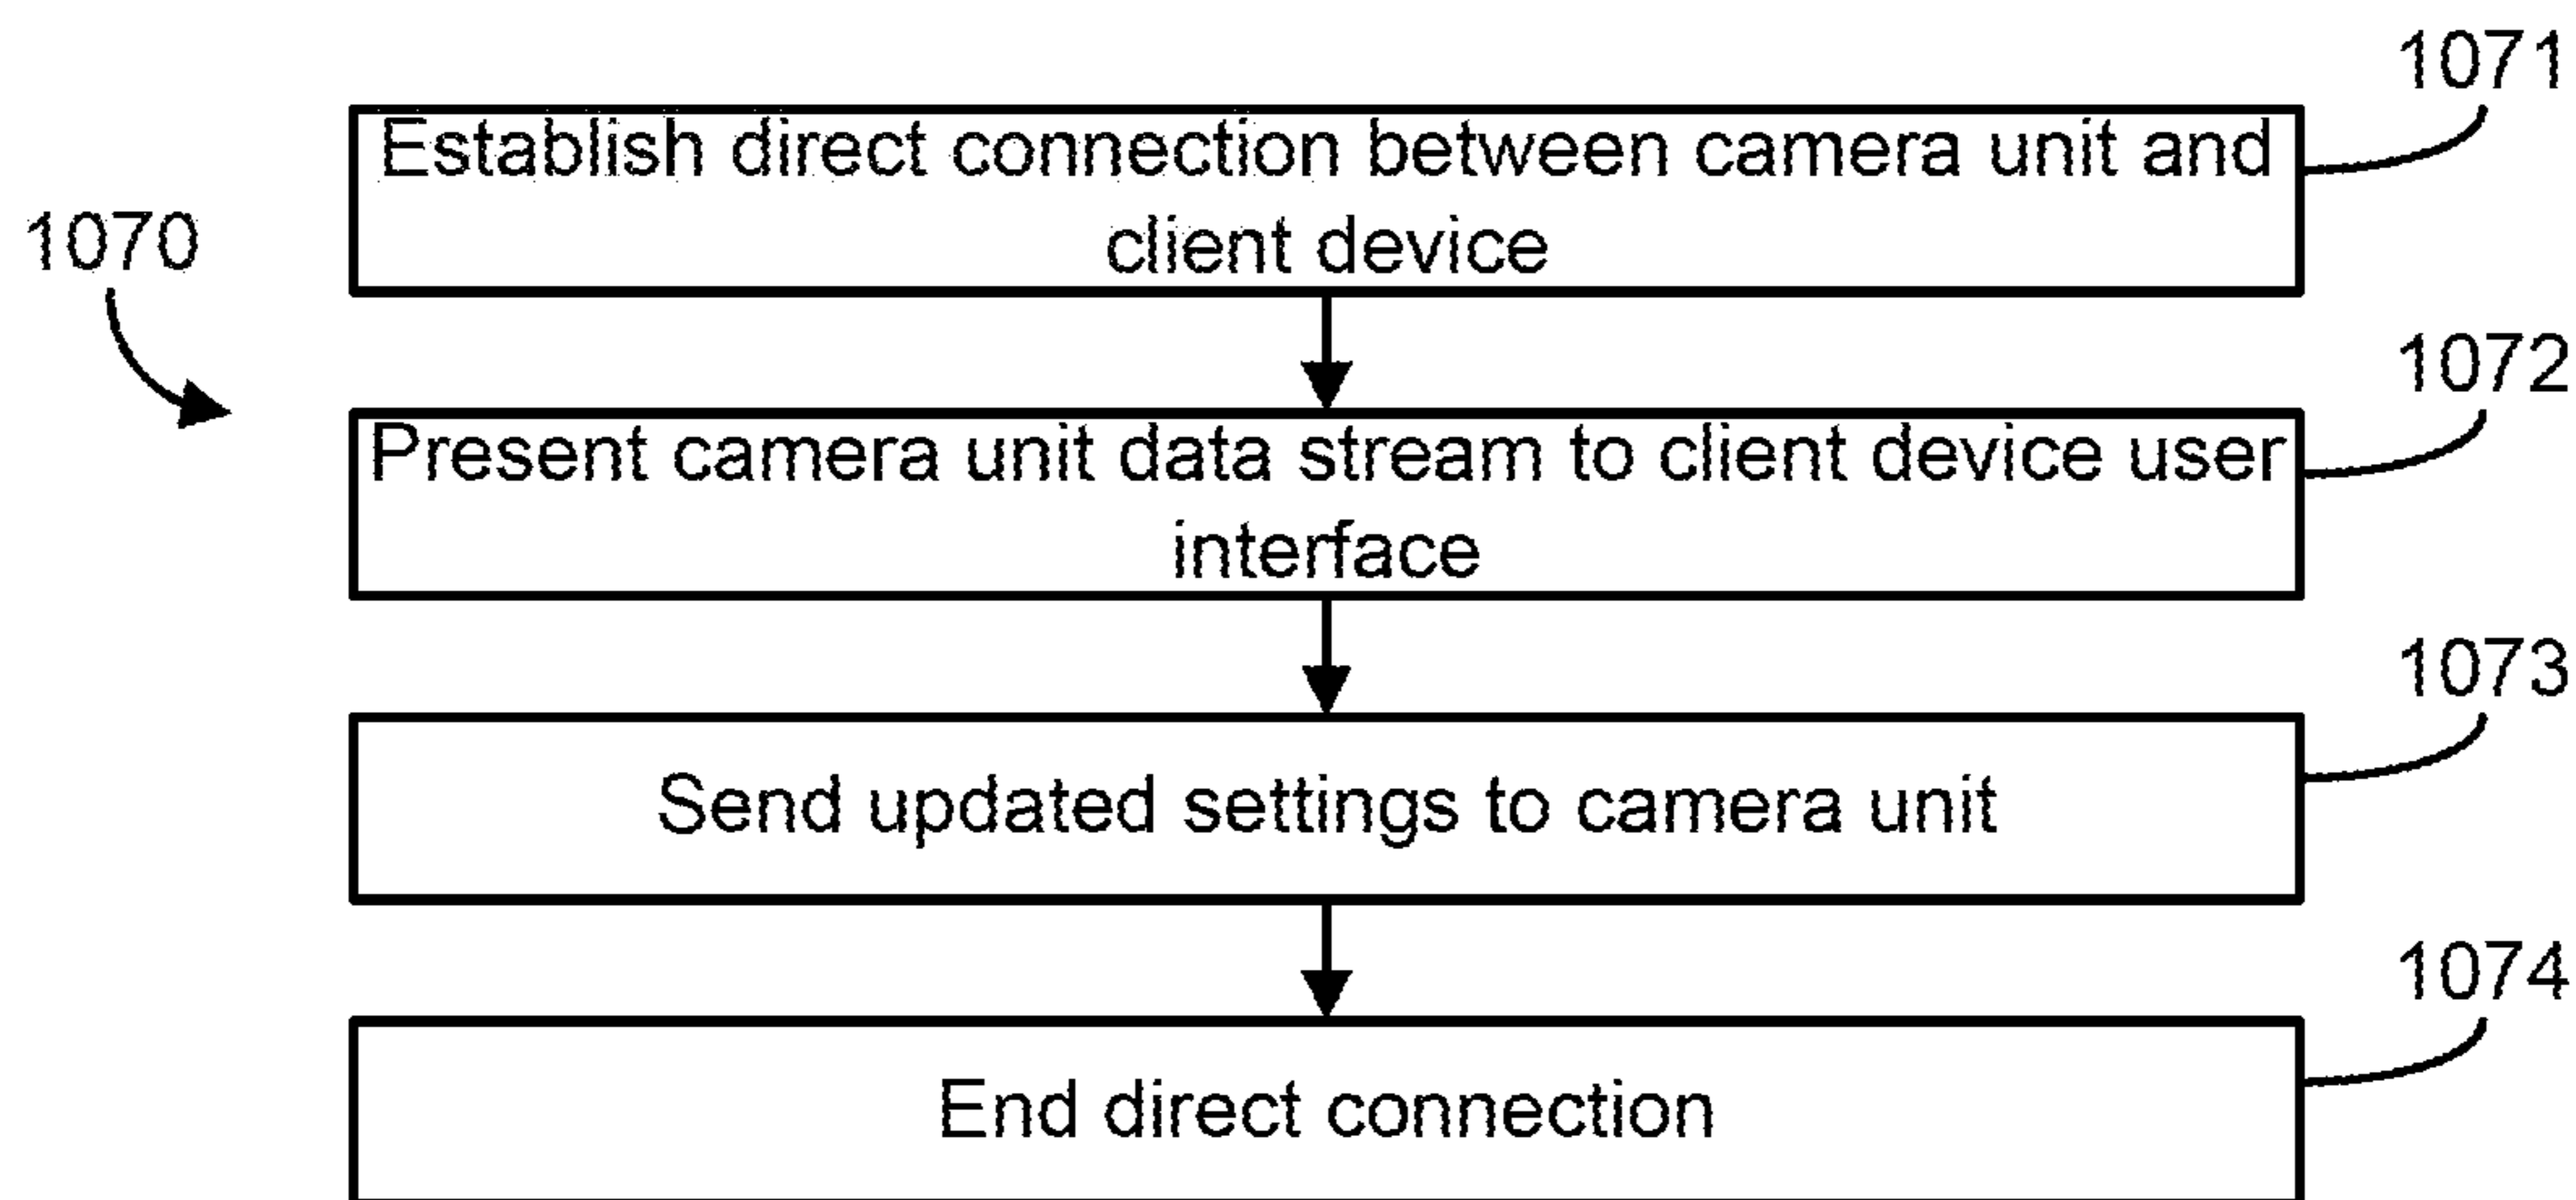 1071
Establish direct connection between camera unit and
client device
1070
1072
Present camera unit data stream to client device user
interface
1073
Send updated settings to camera unit
1074
End direct connection